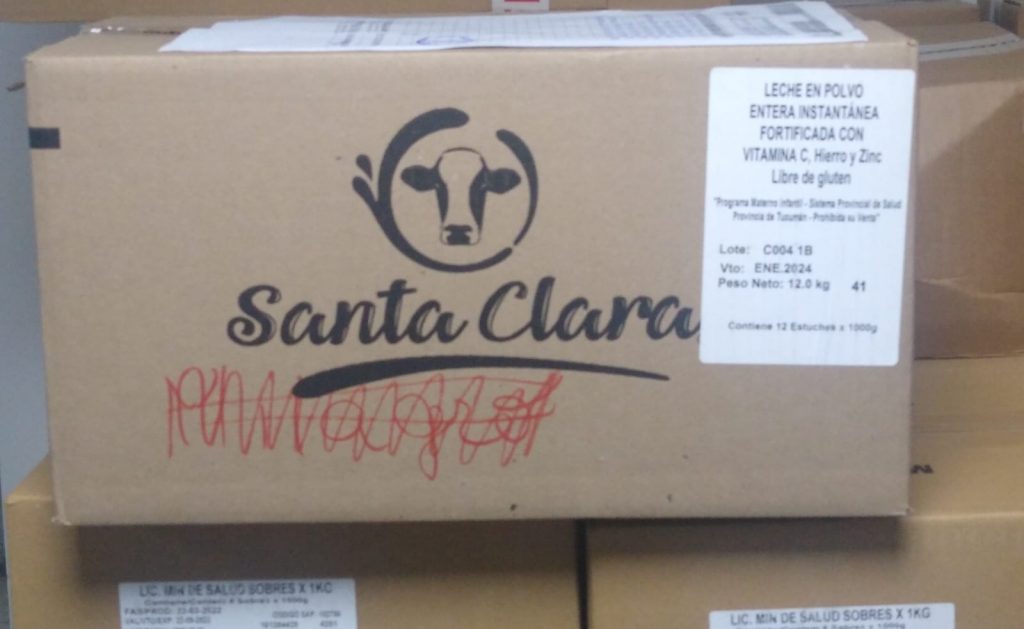 LECHE EN POLVO
ENTERA INSTANTÁNEA
FORTIFICADA CON
VITAMINA C, Hierro y Zinc
Libre de gluten
"Programa Materno Infantil - Sistema Provincial de Salud
Provincia de Tucumán - Prohibida su Venta"
Lote: C004 1B
Vto: ENE.2024
Peso Neto: 12.0 kg 41
Contiene 12 Estuches x 1000g
Santa Clara
LIC. MIN DE SALUD SOBRES X 1KG
LIC. MIN DE SALUD SOBRES X 1KG